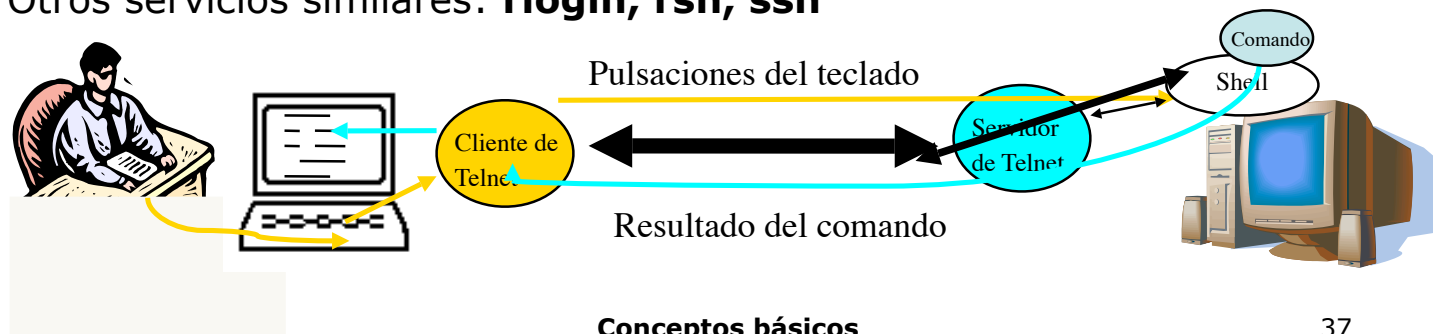 Otros servicios similares: rlogin, rsh, ssh
Pulsaciones del teclado
Comando
Shell
Cliente de
Telnet
Servidor
de Telnet
Resultado del comando
Conceptos básicos 37